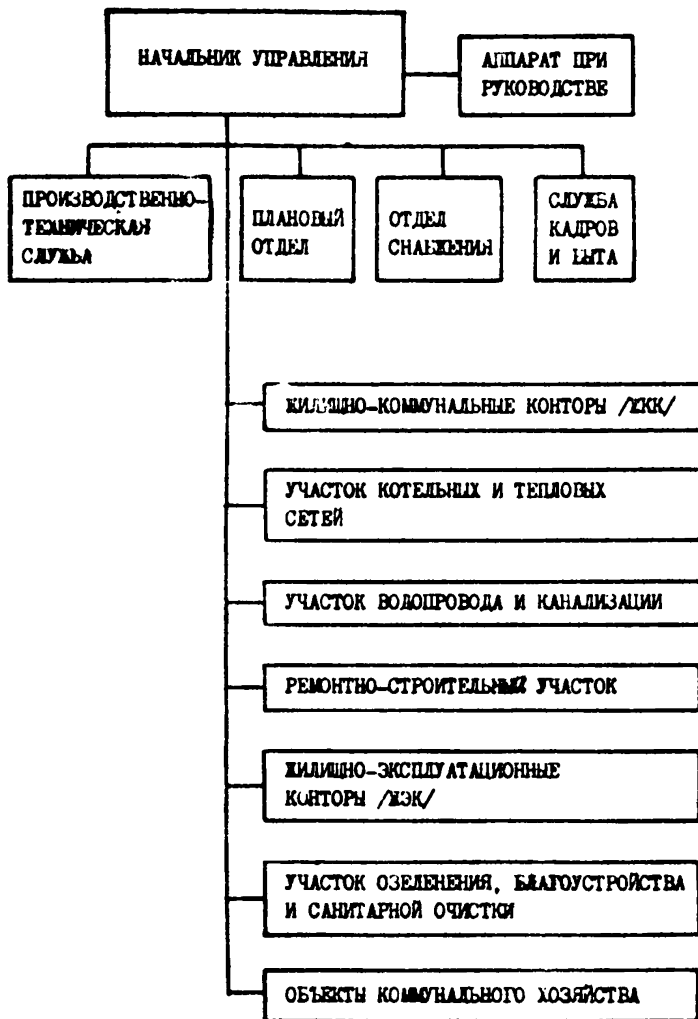 НАЧАЛЬНИК УПРАВЛЕНИЯ
АППАРАТ ПРИ
РУКОВОДСТВЕ
ПРОИЗВОДСТВЕННО-
ТЕХНИЧЕСКАЯ
СЛУЖБА
ПЛАНОВЫЙ
ОТДЕЛ
ОТДЕЛ
СНАБЖЕНИЯ
СЛУЖБА
КАДРОВ
И БЫТА
ЖИЛИЩНО-КОММУНАЛЬНЫЕ КОНТОРЫ /ЖКК/
УЧАСТОК КОТЕЛЬНЫХ И ТЕПЛОВЫХ
СЕТЕЙ
УЧАСТОК ВОДОПРОВОДА И КАНАЛИЗАЦИИ
РЕМОНТНО-СТРОИТЕЛЬНЫЙ УЧАСТОК
ЖИЛИЩНО-ЭКСПЛУАТАЦИОННЫЕ
КОНТОРЫ /ЖЭК/
УЧАСТОК ОЗЕЛЕНЕНИЯ, БЛАГОУСТРОЙСТВА
И САНИТАРНОЙ ОЧИСТКИ
ОБЪЕКТЫ КОММУНАЛЬНОГО ХОЗЯЙСТВА